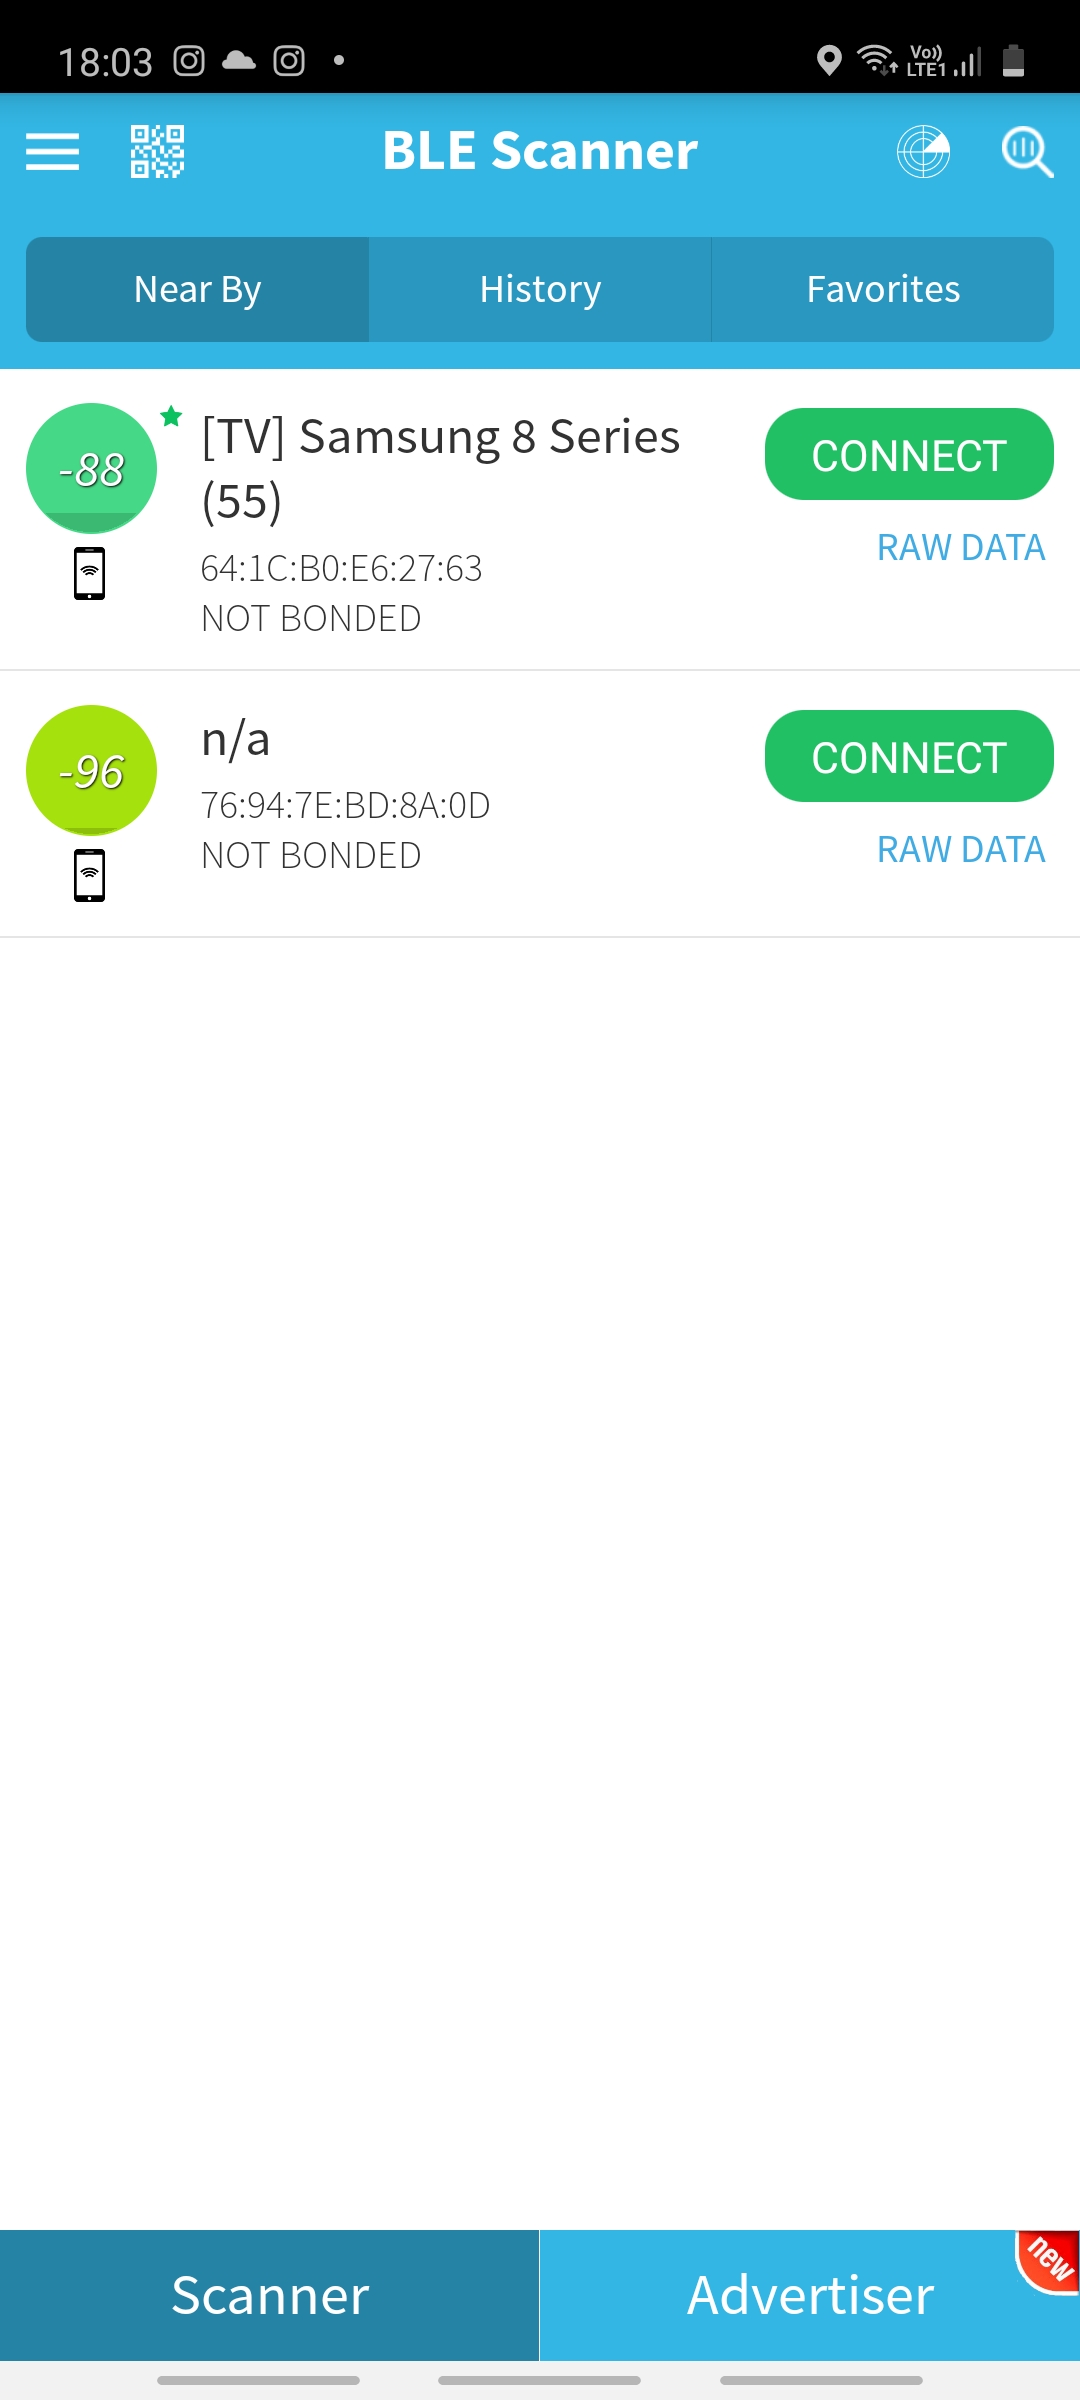 18:03
Vo))
LTE1
BLE Scanner
Near By
History
Favorites
-88
[TV] Samsung 8 Series
(55)
64:1C:B0:E6:27:63
NOT BONDED
CONNECT
RAW DATA
-96
n/a
76:94:7E:BD:8A:0D
NOT BONDED
CONNECT
RAW DATA
Scanner
Advertiser
new